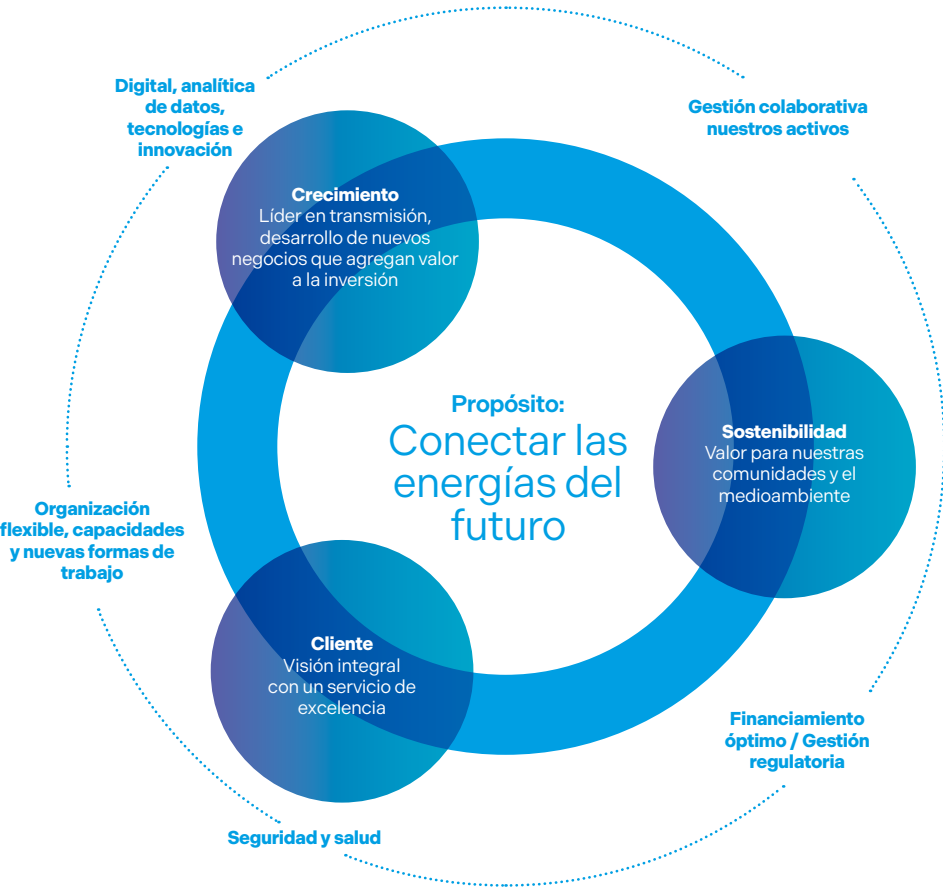 Digital, analítica
de datos,
tecnologías e
innovación
Gestión colaborativa
nuestros activos
Crecimiento
Líder en transmisión,
desarrollo de nuevos
negocios que agregan valor
a la inversión
Propósito:
Conectar las
energías del
futuro
Sostenibilidad
Valor para nuestras
comunidades y el
medioambiente
Organización
flexible, capacidades
y nuevas formas de
trabajo
Cliente
Visión integral
con un servicio de
excelencia
Financiamiento
óptimo / Gestión
regulatoria
Seguridad y salud